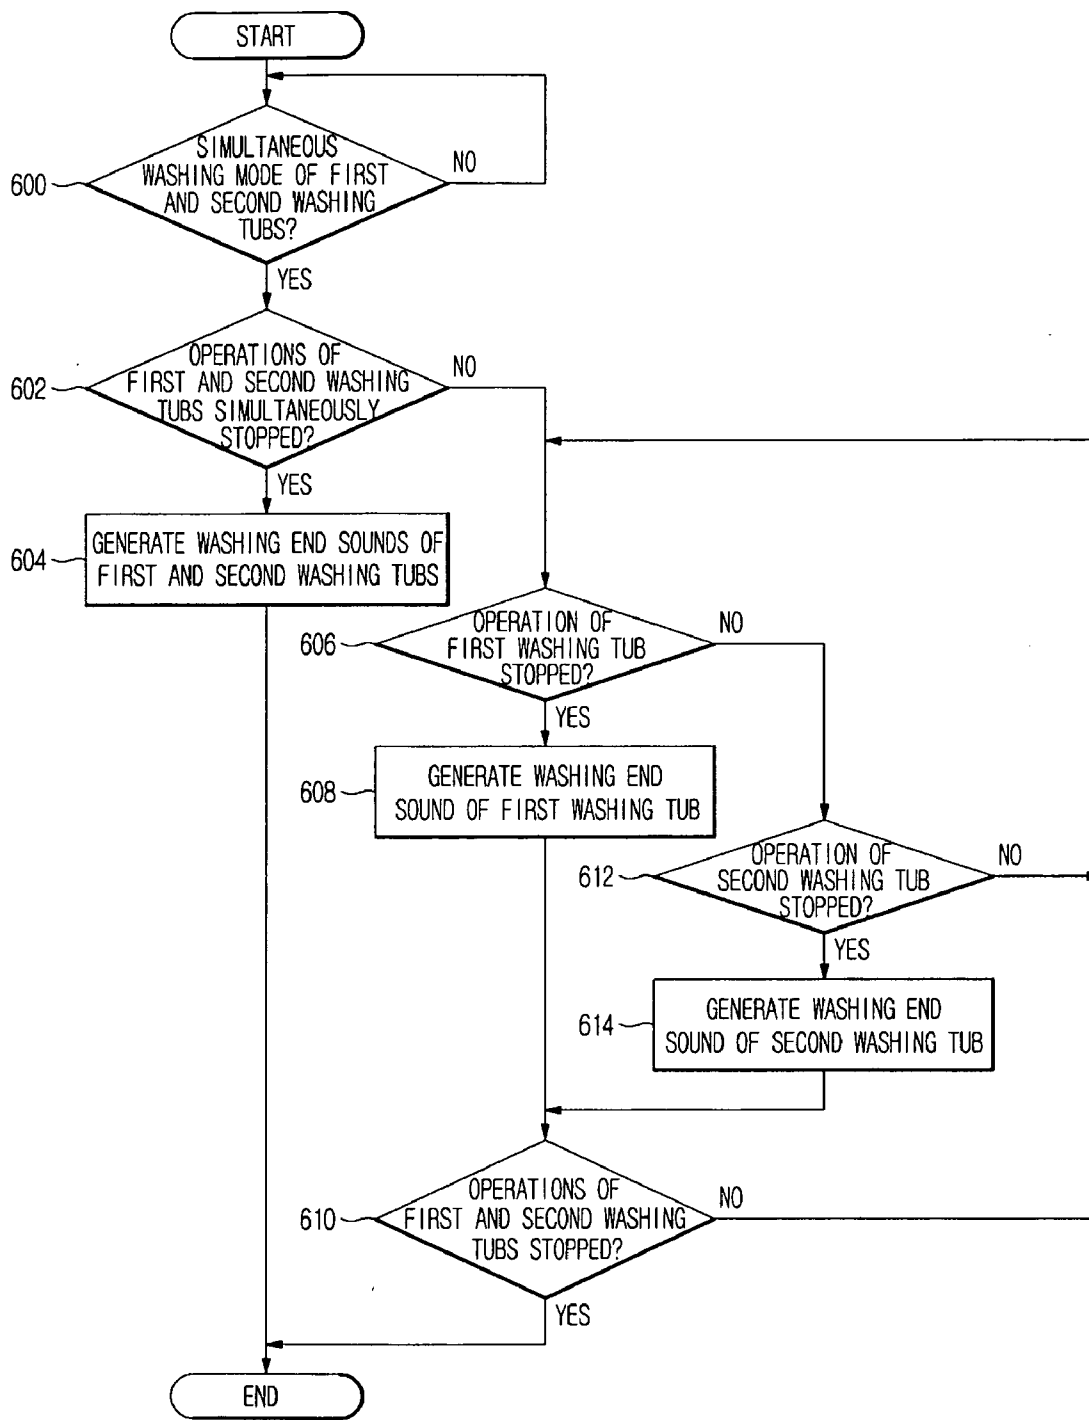 START
SIMULTANEOUS
WASHING MODE OF FIRST
AND SECOND WASHING
TUBS?
NO
600
YES
OPERATIONS OF
FIRST AND SECOND WASHING
TUBS SIMULTANEOUSLY
STOPPED?
NO
602
YES
GENERATE WASHING END SOUNDS OF
FIRST AND SECOND WASHING TUBS
604
OPERATION OF
FIRST WASHING TUB
STOPPED?
NO
606
YES
GENERATE WASHING END
SOUND OF FIRST WASHING TUB
608
OPERATION OF
SECOND WASHING TUB
STOPPED?
NO
612
YES
GENERATE WASHING END
SOUND OF SECOND WASHING TUB
614
OPERATIONS OF
FIRST AND SECOND WASHING
TUBS STOPPED?
NO
610
YES
END